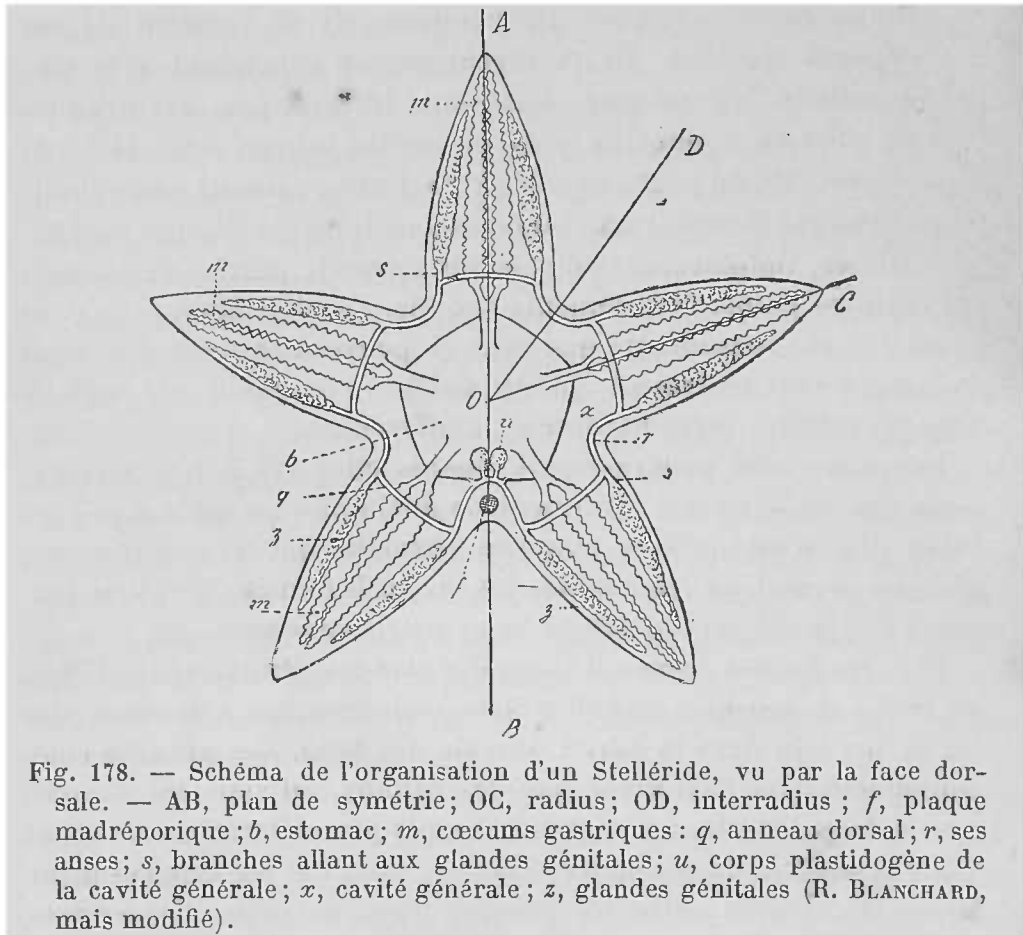 A
m
D
s
m
C
O
x
u
b
r
s
q
z
m
z
B
Fig. 178. — Schéma de l'organisation d'un Stelléride, vu par la face dor-
sale. — AB, plan de symétrie; OC, radius; OD, interradius ; f, plaque
madréporique; b, estomac; m, cœcums gastriques : q, anneau dorsal; r, ses
anses; s, branches allant aux glandes génitales; u, corps plastidogène de
la cavité générale; x, cavité générale; z, glandes génitales (R. BLANCHARD,
mais modifié).